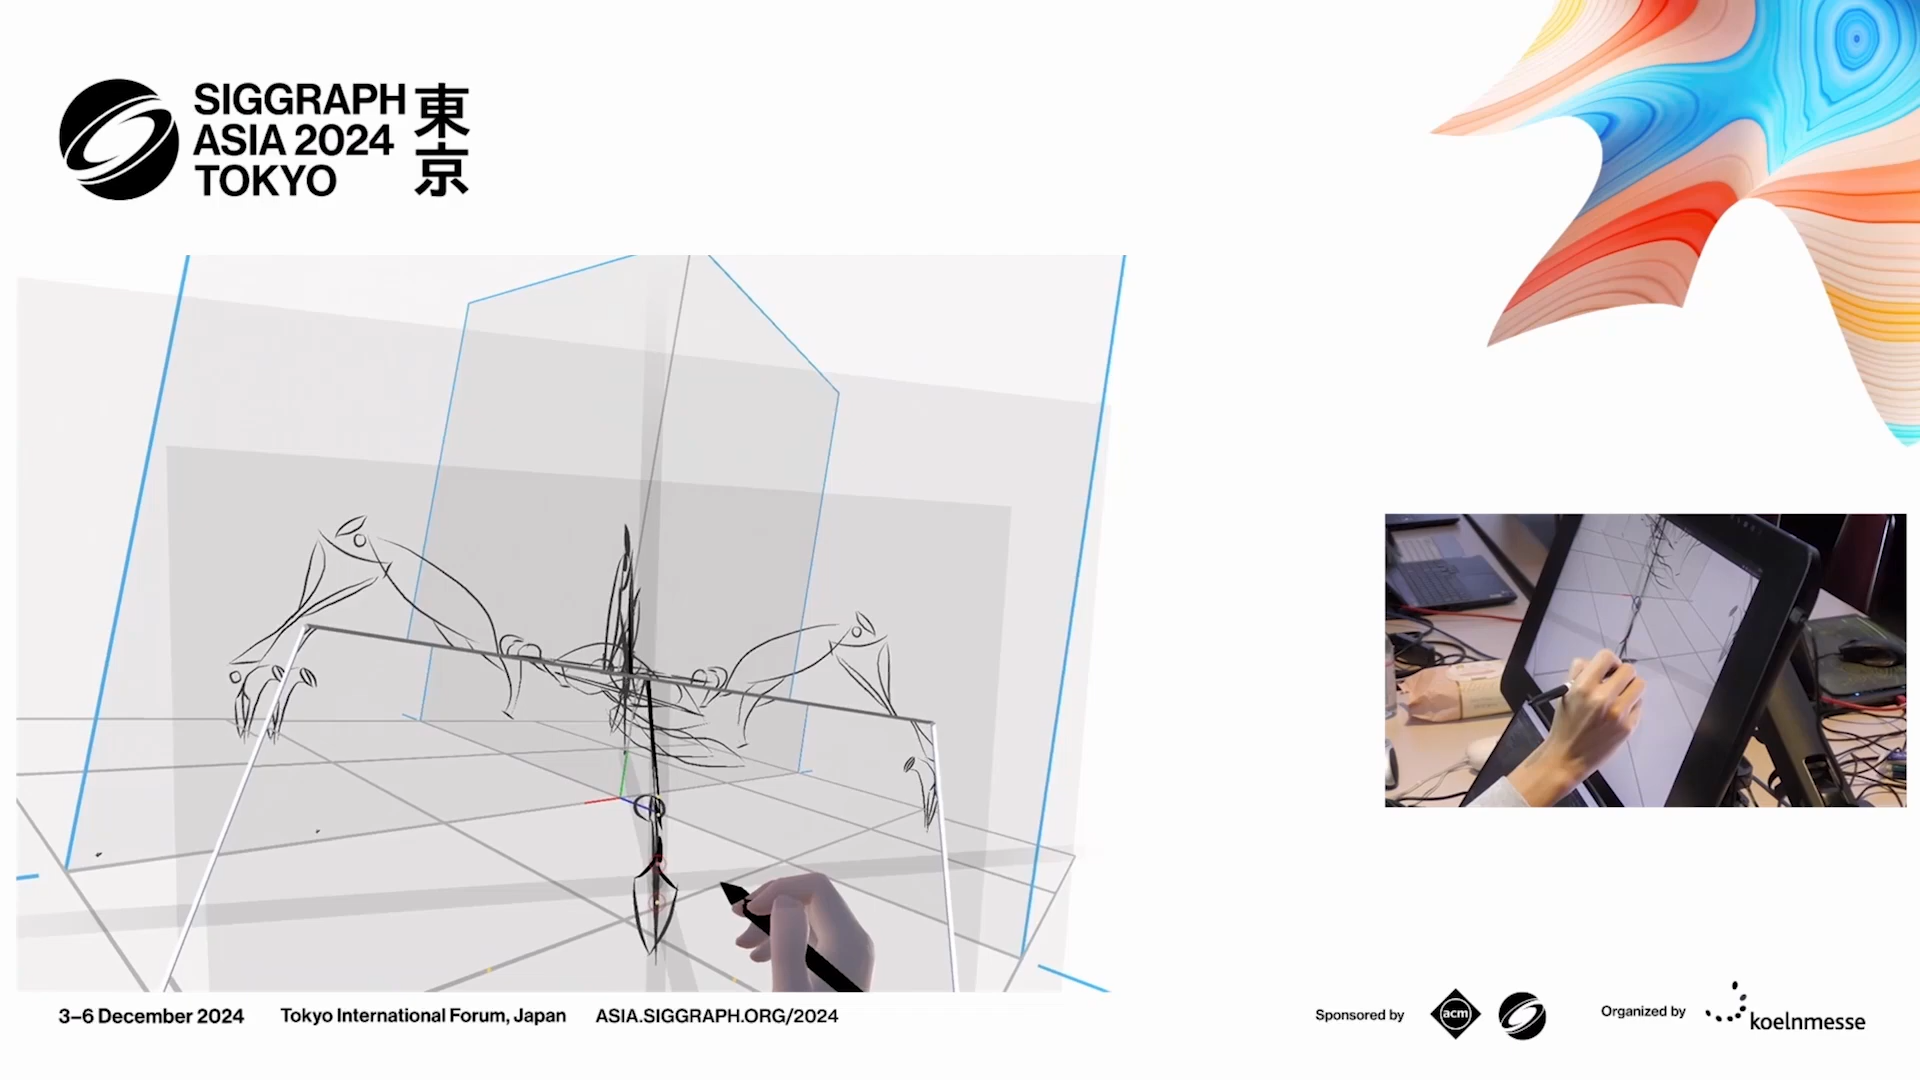 SIGGRAPH
ASIA 2024
TOKYO
東京
3–6 December 2024
Tokyo International Forum, Japan
ASIA.SIGGRAPH.ORG/2024
Sponsored by
acm
Organized by
koelnmesse